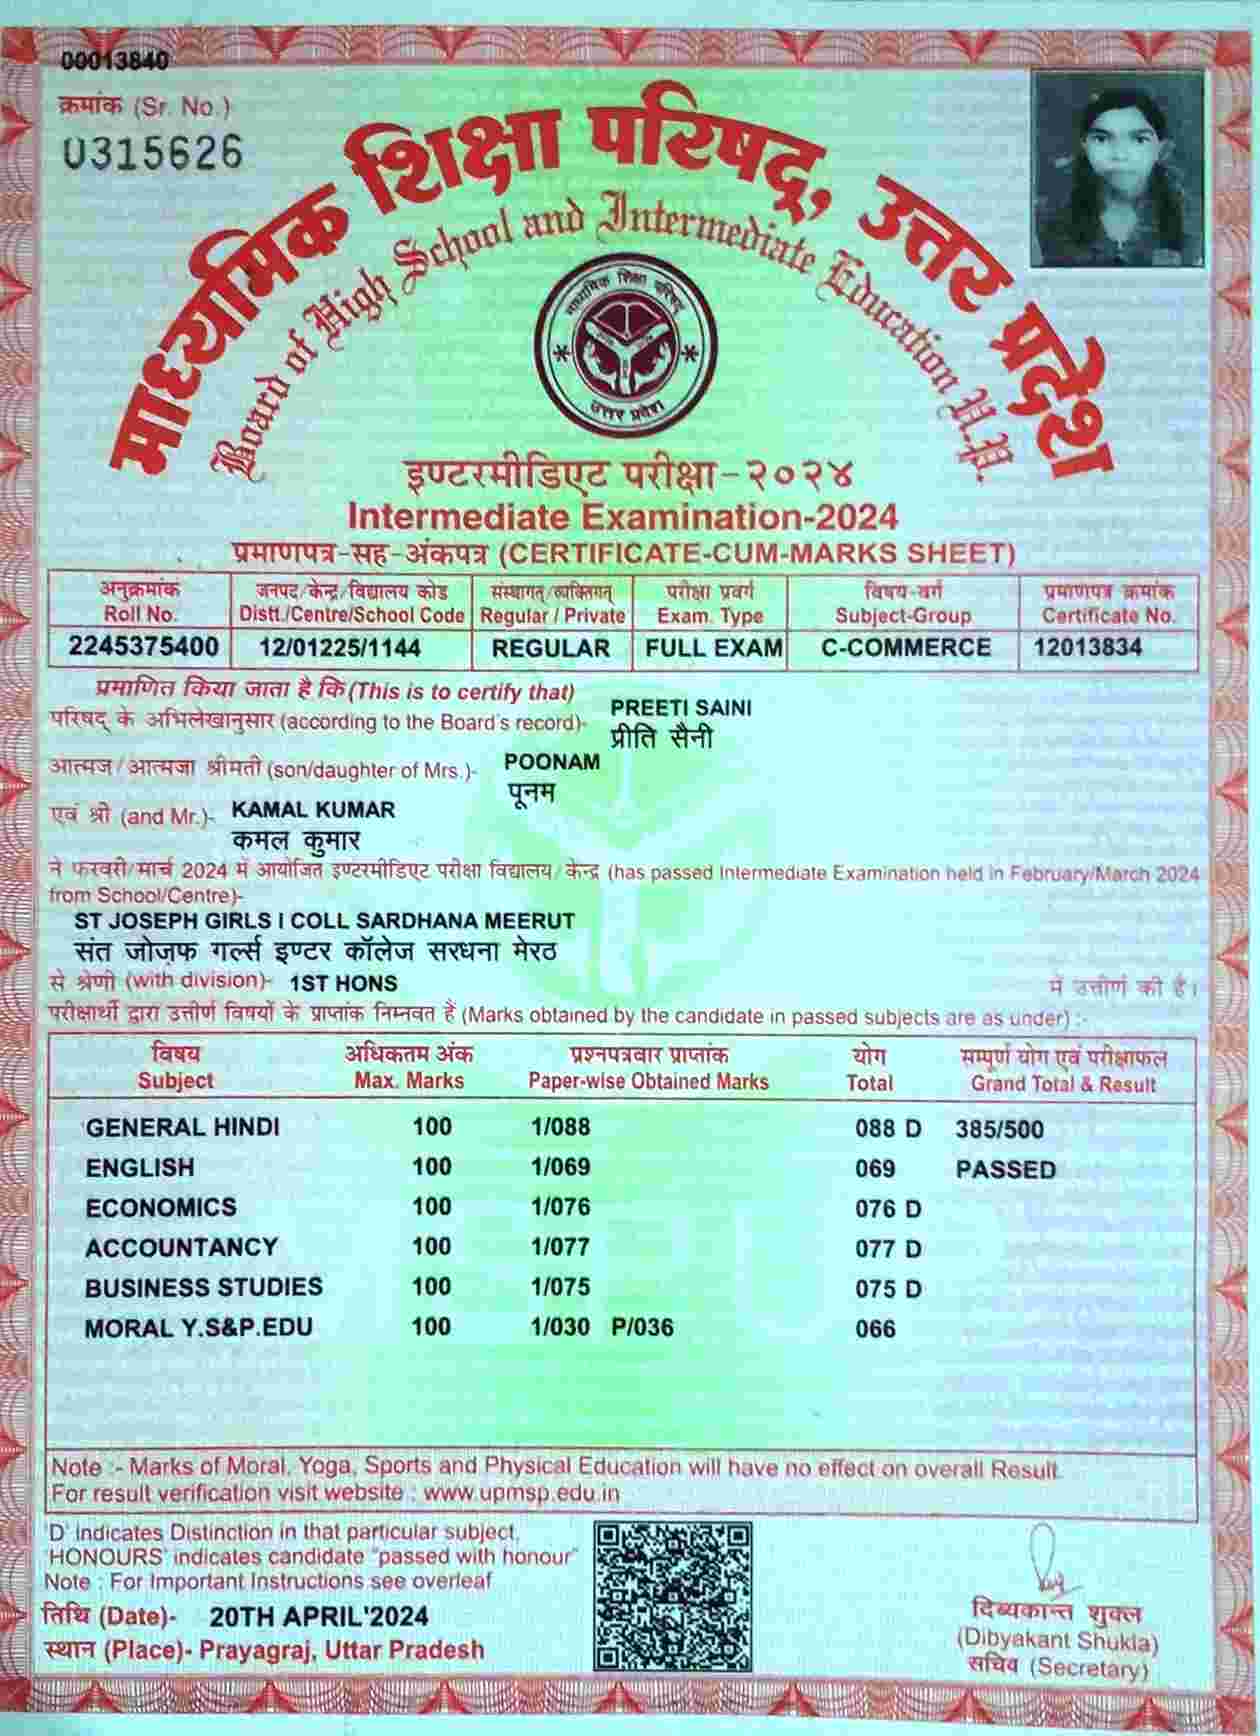 00013840
क्रमांक (Sr. No.)
0315626
माध्यमिक शिक्षा परिषद्, उत्तर प्रदेश
Board of High School and Intermediate Education U.P.
माध्यमिक शिक्षा परिषद्
उत्तर प्रदेश
इण्टरमीडिएट परीक्षा-२०२४
Intermediate Examination-2024
प्रमाणपत्र-सह-अंकपत्र (CERTIFICATE-CUM-MARKS SHEET)
अनुक्रमांक जनपद/केन्द्र/विद्यालय कोड संस्थागत/व्यक्तिगत् परीक्षा प्रवर्ग विषय-वर्ग प्रमाणपत्र क्रमांक
Roll No. Distt./Centre/School Code Regular / Private Exam. Type Subject-Group Certificate No.
2245375400 12/01225/1144 REGULAR FULL EXAM C-COMMERCE 12013834
प्रमाणित किया जाता है कि (This is to certify that)
परिषद् के अभिलेखानुसार (according to the Board's record)- PREETI SAINI
प्रीति सैनी
आत्मज/आत्मजा श्रीमती (son/daughter of Mrs.)- POONAM
पूनम
एवं श्री (and Mr.)- KAMAL KUMAR
कमल कुमार
ने फरवरी/मार्च 2024 में आयोजित इण्टरमीडिएट परीक्षा विद्यालय/केन्द्र (has passed Intermediate Examination held in February/March 2024
from School/Centre)-
ST JOSEPH GIRLS I COLL SARDHANA MEERUT
संत जोज़फ गर्ल्स इण्टर कॉलेज सरधना मेरठ
से श्रेणी (with division)- 1ST HONS में उत्तीर्ण की है।
परीक्षार्थी द्वारा उत्तीर्ण विषयों के प्राप्तांक निम्नवत हैं (Marks obtained by the candidate in passed subjects are as under) :-
विषय अधिकतम अंक प्रश्नपत्रवार प्राप्तांक योग सम्पूर्ण योग एवं परीक्षाफल
Subject Max. Marks Paper-wise Obtained Marks Total Grand Total & Result
GENERAL HINDI 100 1/088 088 D 385/500
ENGLISH 100 1/069 069 PASSED
ECONOMICS 100 1/076 076 D
ACCOUNTANCY 100 1/077 077 D
BUSINESS STUDIES 100 1/075 075 D
MORAL Y.S&P.EDU 100 1/030 P/036 066
Note :- Marks of Moral, Yoga, Sports and Physical Education will have no effect on overall Result
For result verification visit website : www.upmsp.edu.in
'D' indicates Distinction in that particular subject,
'HONOURS' indicates candidate "passed with honour"
Note : For Important Instructions see overleaf
तिथि (Date)- 20TH APRIL'2024
स्थान (Place)- Prayagraj, Uttar Pradesh
दिब्यकान्त शुक्ल
(Dibyakant Shukla)
सचिव (Secretary)